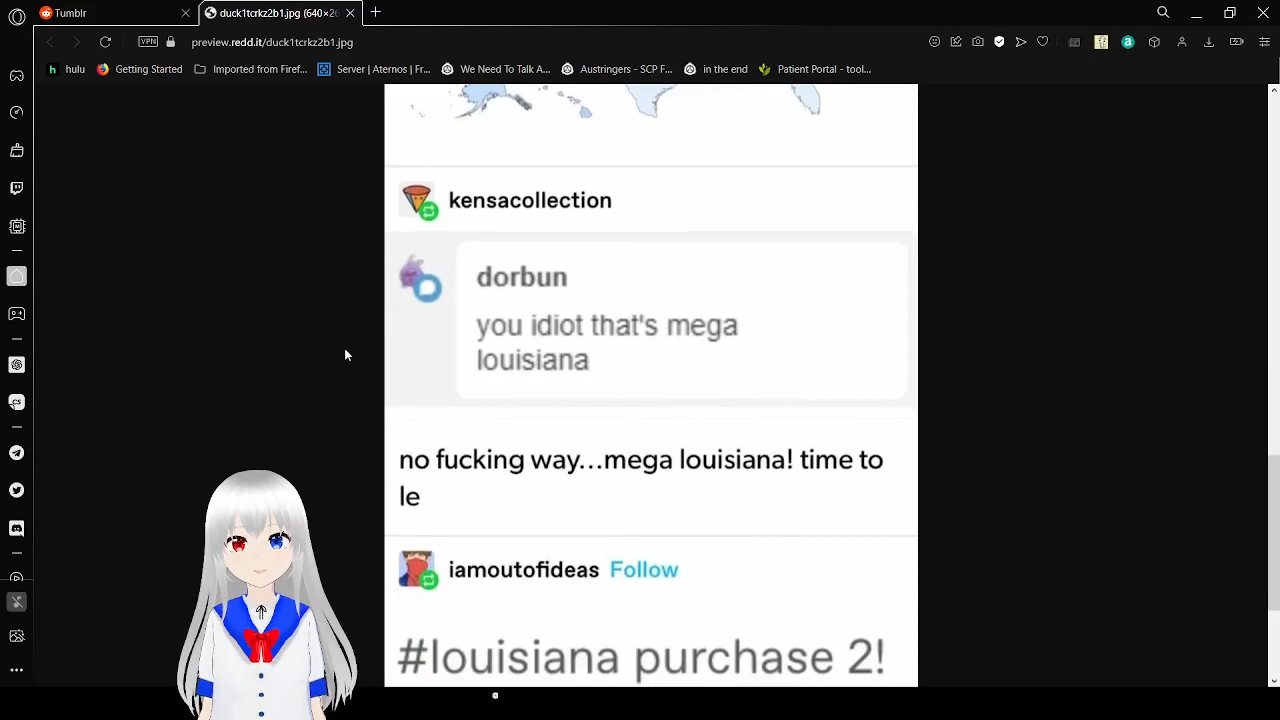 Tumblr
duck1tcrkz2b1.jpg (640×26
VPN
preview.redd.it/duck1tcrkz2b1.jpg
hulu
Getting Started
Imported from Firef...
Server | Aternos | Fr...
We Need To Talk A...
Austringers - SCP F...
in the end
Patient Portal - tool...
kensacollection
dorbun
you idiot that's mega
louisiana
no fucking way...mega louisiana! time to
le
iamoutofideas Follow
#louisiana purchase 2!